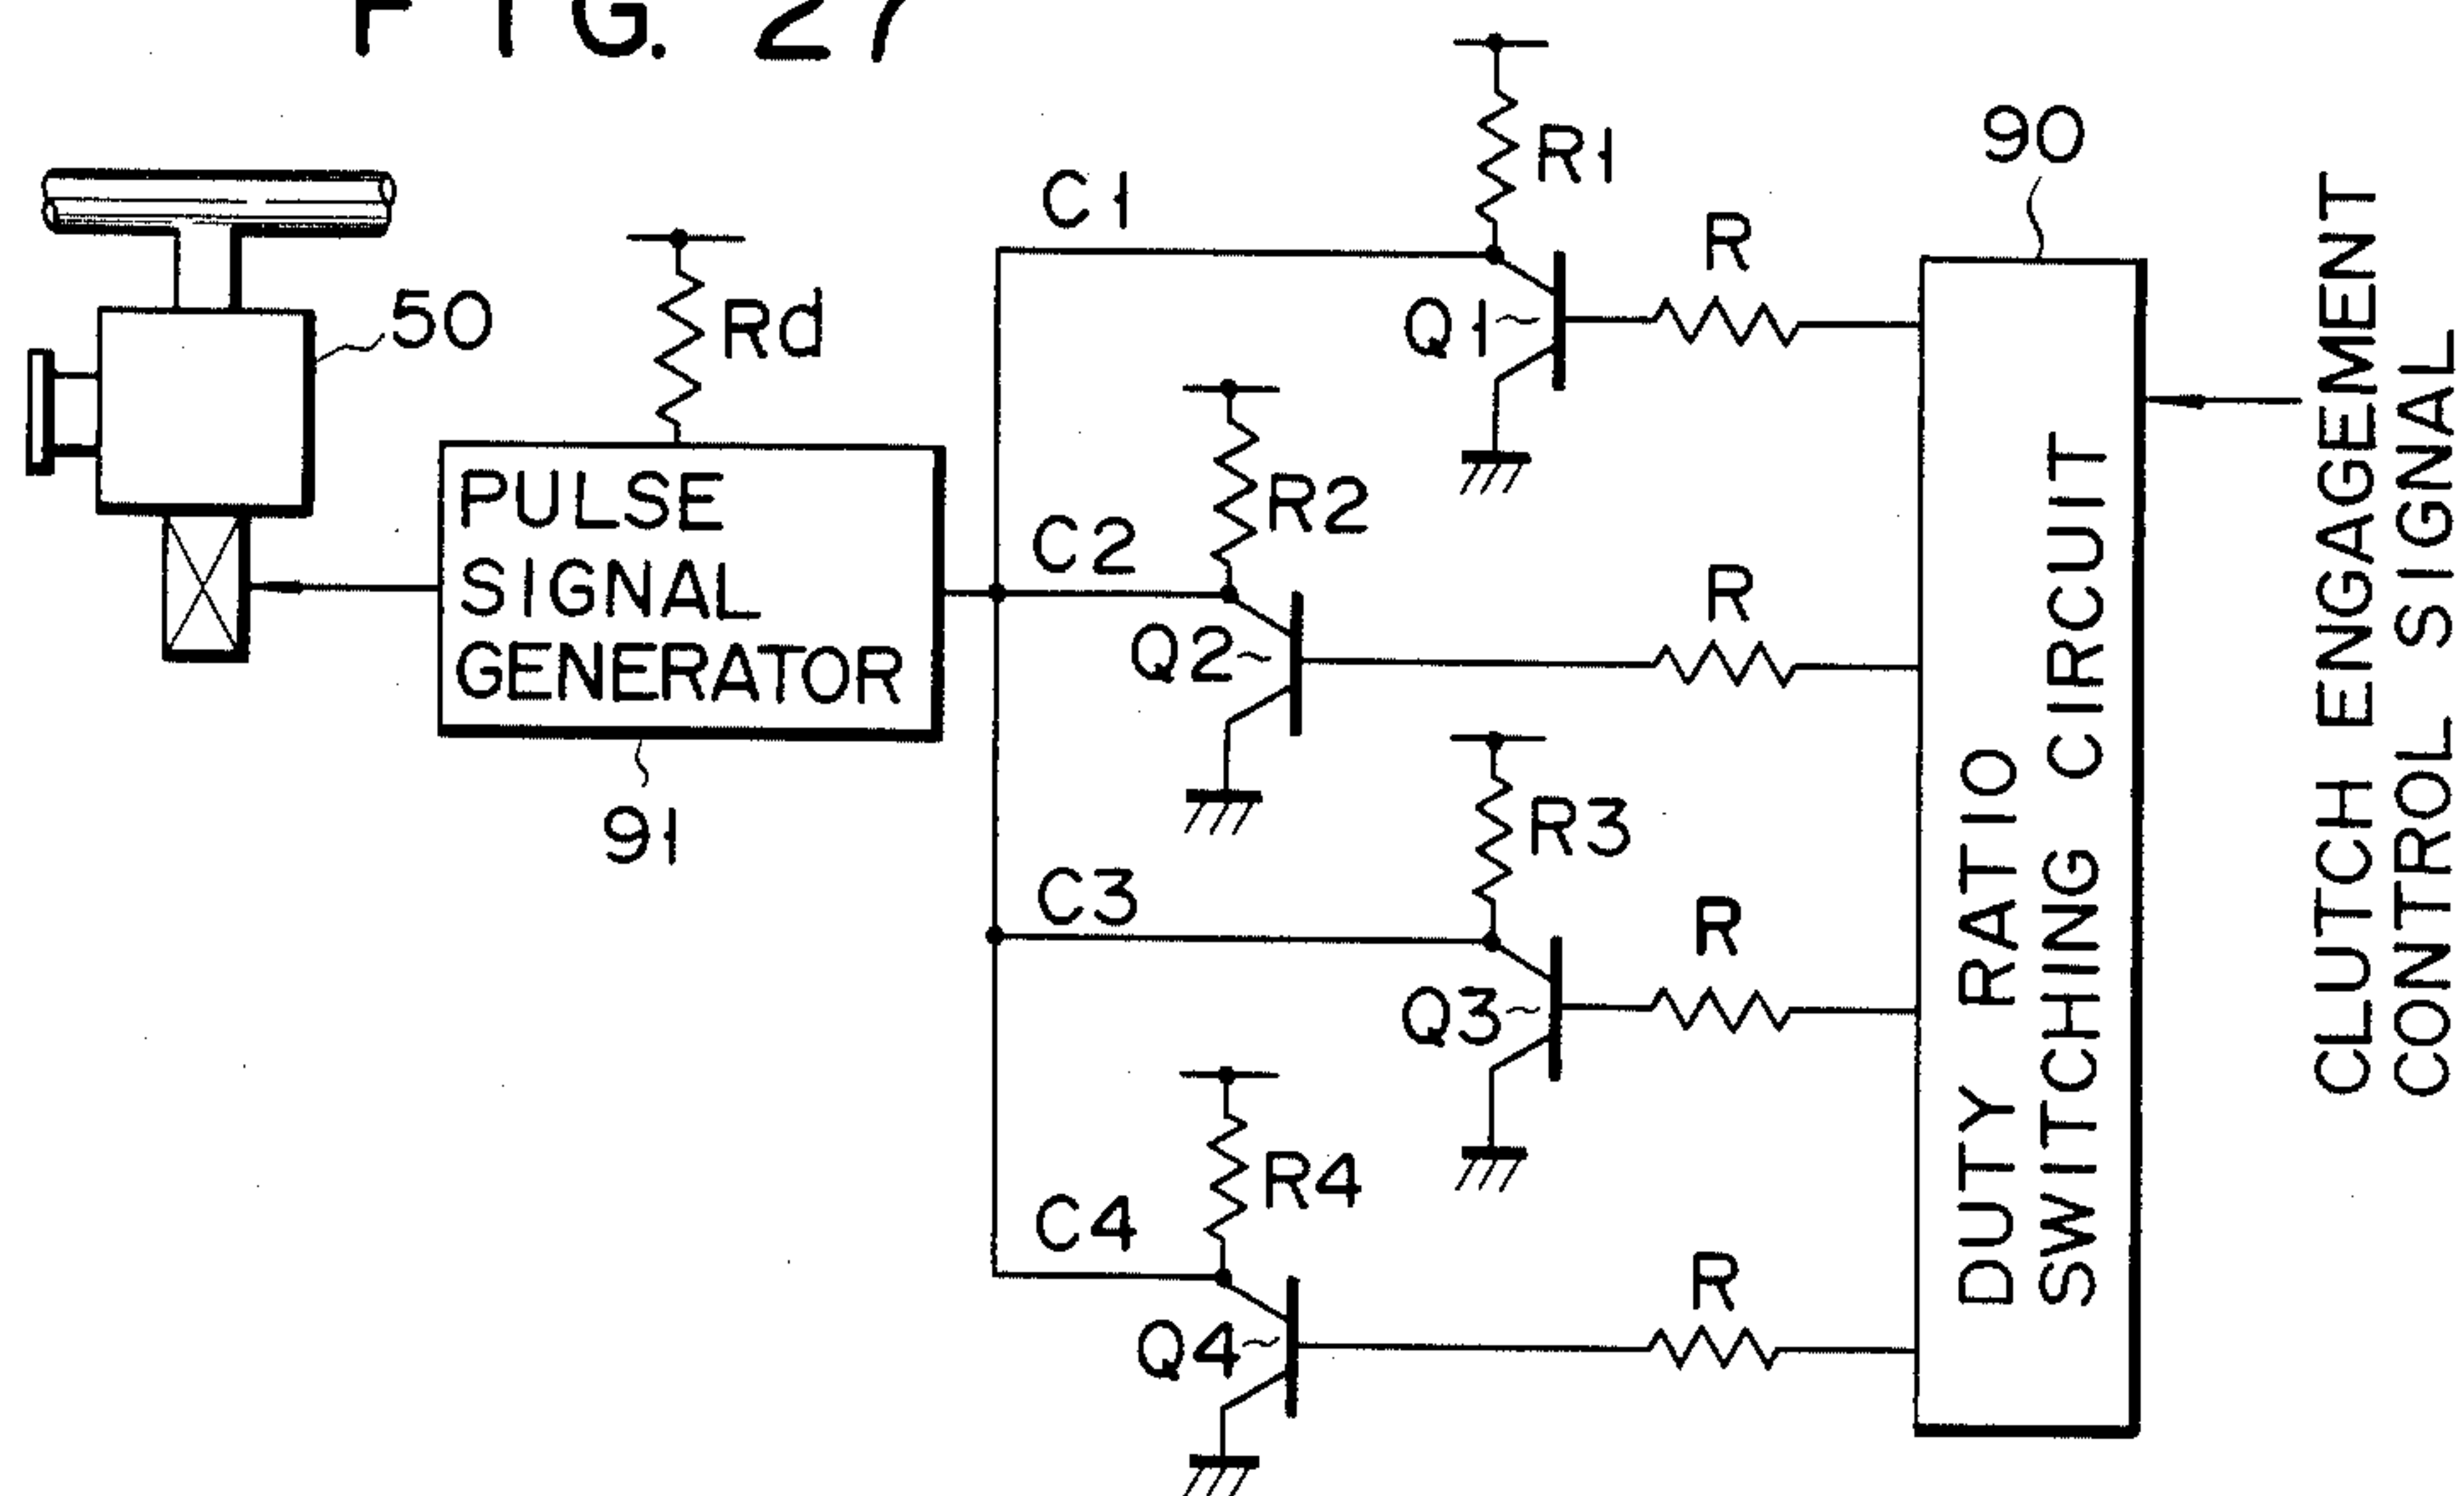 FIG. 27
50
Rd
PULSE
SIGNAL
GENERATOR
91
C1
R1
Q1
R
C2
R2
Q2
R
C3
R3
Q3
R
C4
R4
Q4
R
90
DUTY RATIO
SWITCHING CIRCUIT
CLUTCH ENGAGEMENT
CONTROL SIGNAL